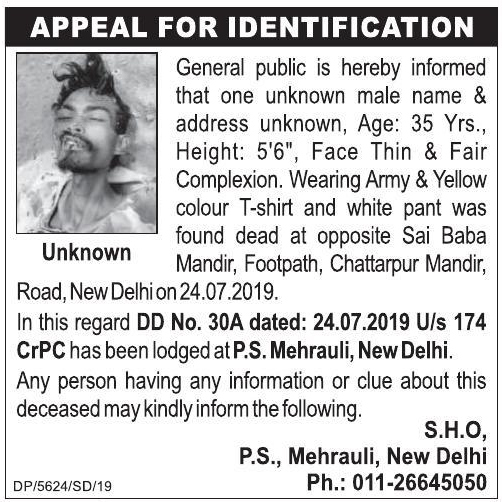 APPEAL FOR IDENTIFICATION
Unknown
General public is hereby informed
that one unknown male name &
address unknown, Age: 35 Yrs.,
Height: 5'6", Face Thin & Fair
Complexion. Wearing Army & Yellow
colour T-shirt and white pant was
found dead at opposite Sai Baba
Mandir, Footpath, Chattarpur Mandir,
Road, New Delhi on 24.07.2019.
In this regard DD No. 30A dated: 24.07.2019 U/s 174
CrPC has been lodged at P.S. Mehrauli, New Delhi.
Any person having any information or clue about this
deceased may kindly inform the following.
S.H.O,
P.S., Mehrauli, New Delhi
DP/5624/SD/19 Ph.: 011-26645050